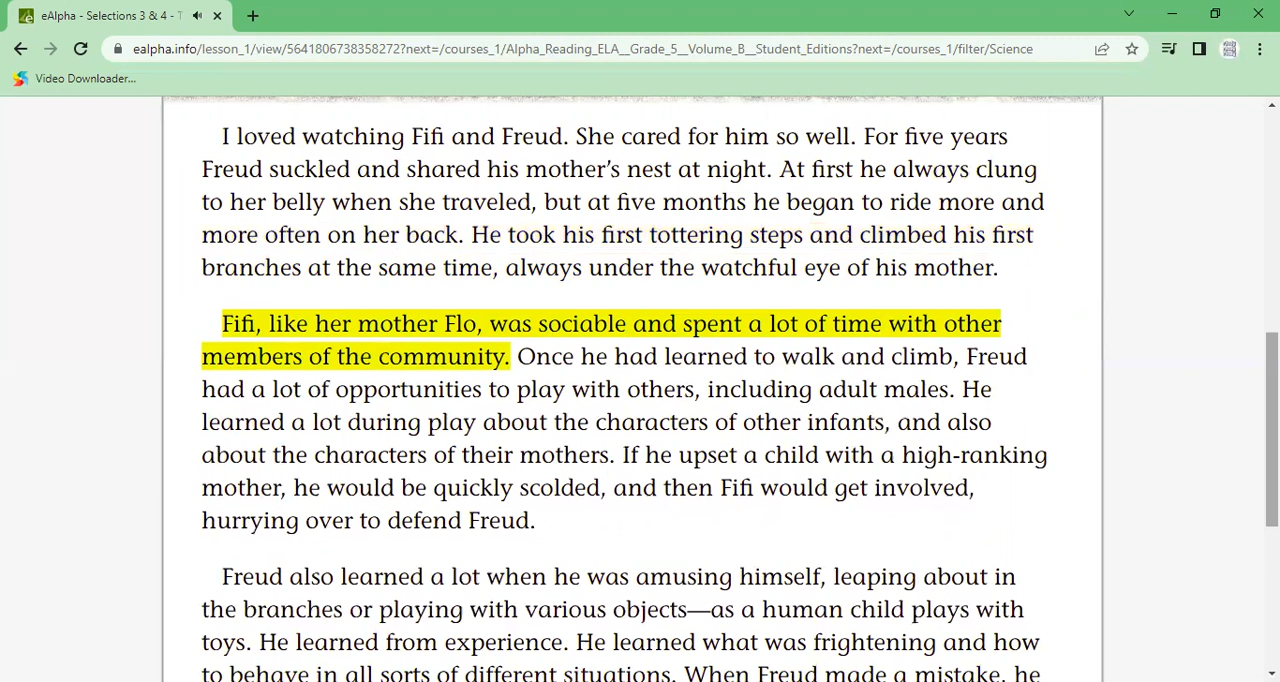 eAlpha - Selections 3 & 4 - T
ealpha.info/lesson_1/view/5641806738358272?next=/courses_1/Alpha_Reading_ELA__Grade_5__Volume_B__Student_Editions?next=/courses_1/filter/Science
Video Downloader...
I loved watching Fifi and Freud. She cared for him so well. For five years
Freud suckled and shared his mother’s nest at night. At first he always clung
to her belly when she traveled, but at five months he began to ride more and
more often on her back. He took his first tottering steps and climbed his first
branches at the same time, always under the watchful eye of his mother.
Fifi, like her mother Flo, was sociable and spent a lot of time with other
members of the community. Once he had learned to walk and climb, Freud
had a lot of opportunities to play with others, including adult males. He
learned a lot during play about the characters of other infants, and also
about the characters of their mothers. If he upset a child with a high-ranking
mother, he would be quickly scolded, and then Fifi would get involved,
hurrying over to defend Freud.
Freud also learned a lot when he was amusing himself, leaping about in
the branches or playing with various objects—as a human child plays with
toys. He learned from experience. He learned what was frightening and how
to behave in all sorts of different situations. When Freud made a mistake, he